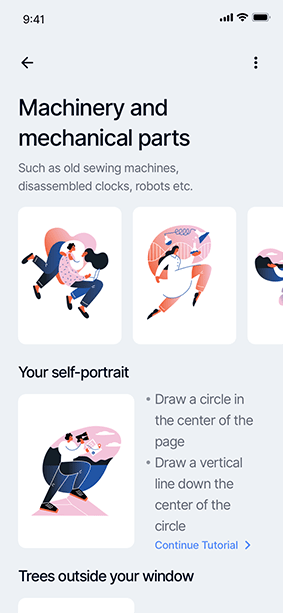 9:41
Machinery and
mechanical parts
Such as old sewing machines,
disassembled clocks, robots etc.
Your self-portrait
• Draw a circle in
the center of the
page
• Draw a vertical
line down the
center of the
circle
Continue Tutorial
Trees outside your window